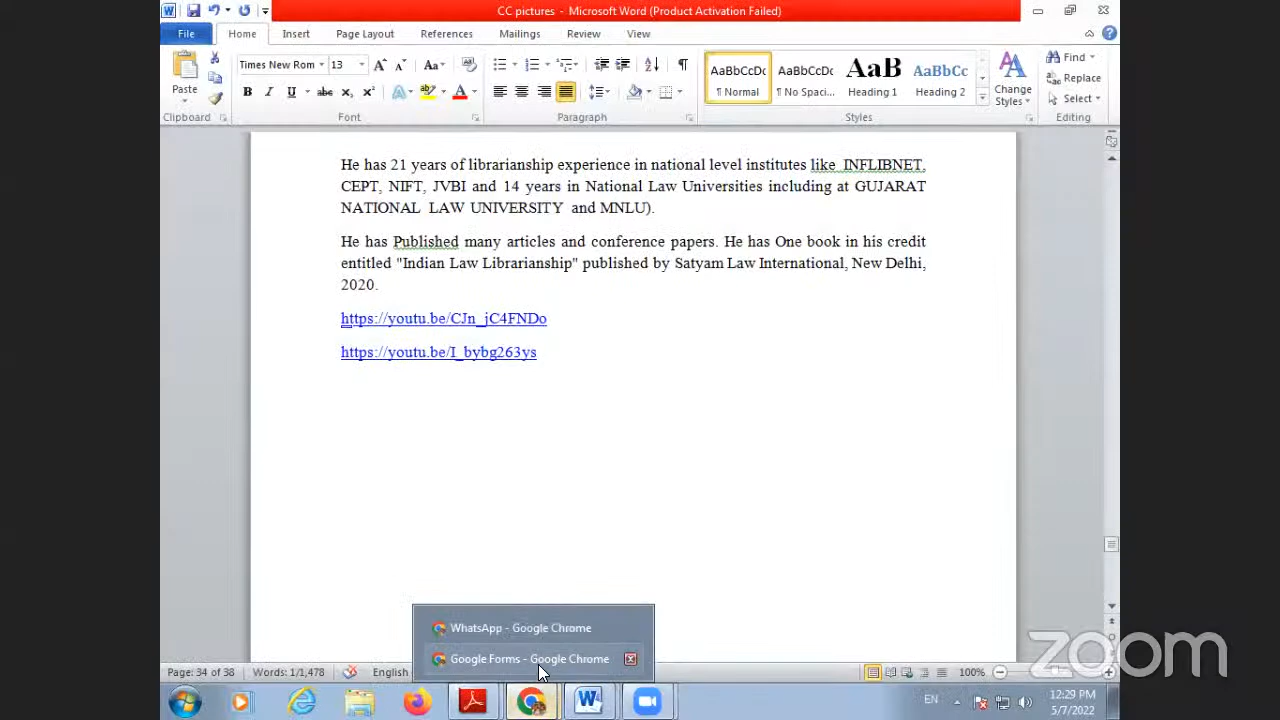 CC pictures - Microsoft Word (Product Activation Failed)
File Home Insert Page Layout References Mailings Review View
Times New Rom 13 Find
Paste Replace
Select
AaBbCcDc AaBbCcDc AaB AaBbCc
¶ Normal ¶ No Spaci... Heading 1 Heading 2
Change Styles
Clipboard Font Paragraph Styles Editing
He has 21 years of librarianship experience in national level institutes like INFLIBNET,
CEPT, NIFT, JVBI and 14 years in National Law Universities including at GUJARAT
NATIONAL LAW UNIVERSITY and MNLU).
He has Published many articles and conference papers. He has One book in his credit
entitled "Indian Law Librarianship" published by Satyam Law International, New Delhi,
2020.
https://youtu.be/CJn_jC4FNDo
https://youtu.be/I_bybg263ys
WhatsApp - Google Chrome
Google Forms - Google Chrome
zoom
Page: 34 of 38 Words: 1/1,478 English 100%
EN 12:29 PM
5/7/2022